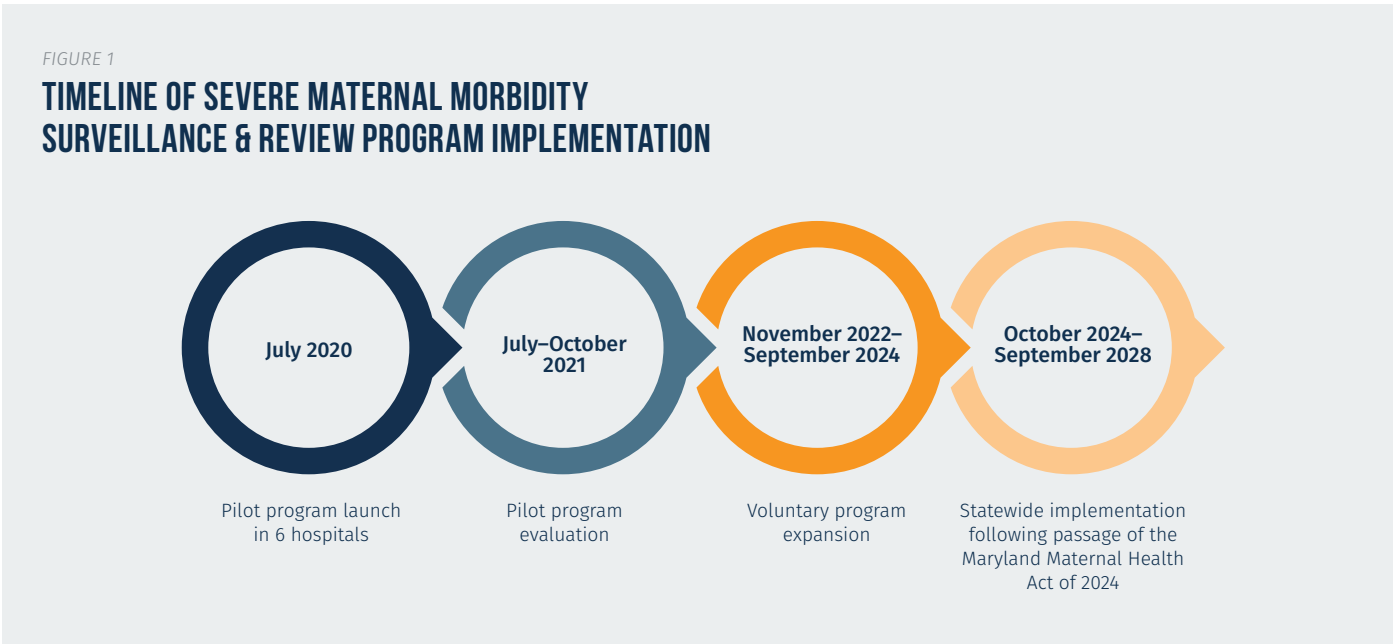 FIGURE 1
TIMELINE OF SEVERE MATERNAL MORBIDITY
SURVEILLANCE & REVIEW PROGRAM IMPLEMENTATION
July 2020
Pilot program launch
in 6 hospitals
July–October
2021
Pilot program
evaluation
November 2022–
September 2024
Voluntary program
expansion
October 2024–
September 2028
Statewide implementation
following passage of the
Maryland Maternal Health
Act of 2024